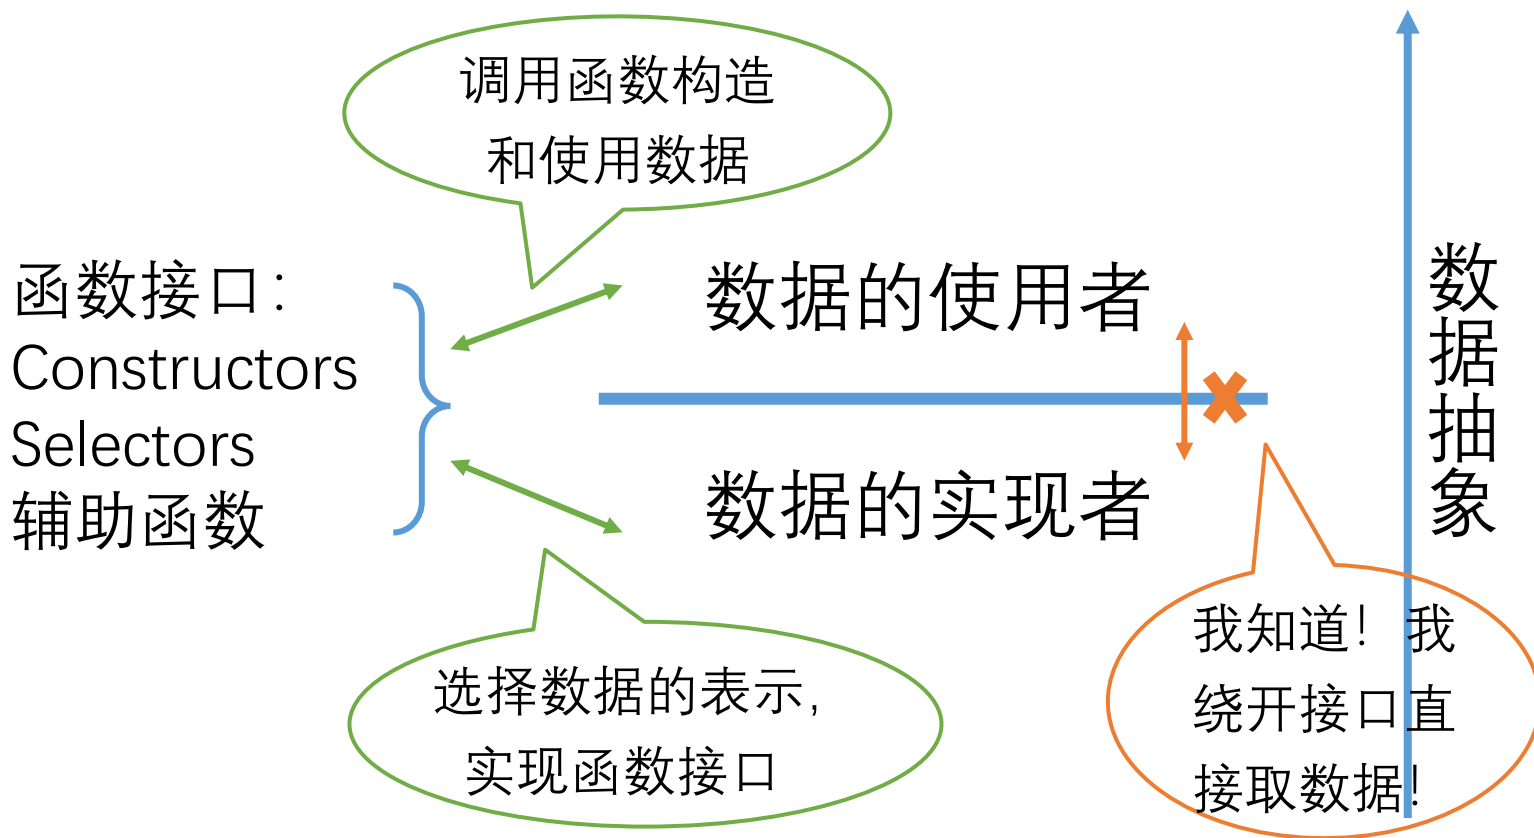 调用函数构造
和使用数据
函数接口：
Constructors
Selectors
辅助函数
数据的使用者
数据的实现者
选择数据的表示，
实现函数接口
我知道！我
绕开接口直
接取数据！
数
据
抽
象